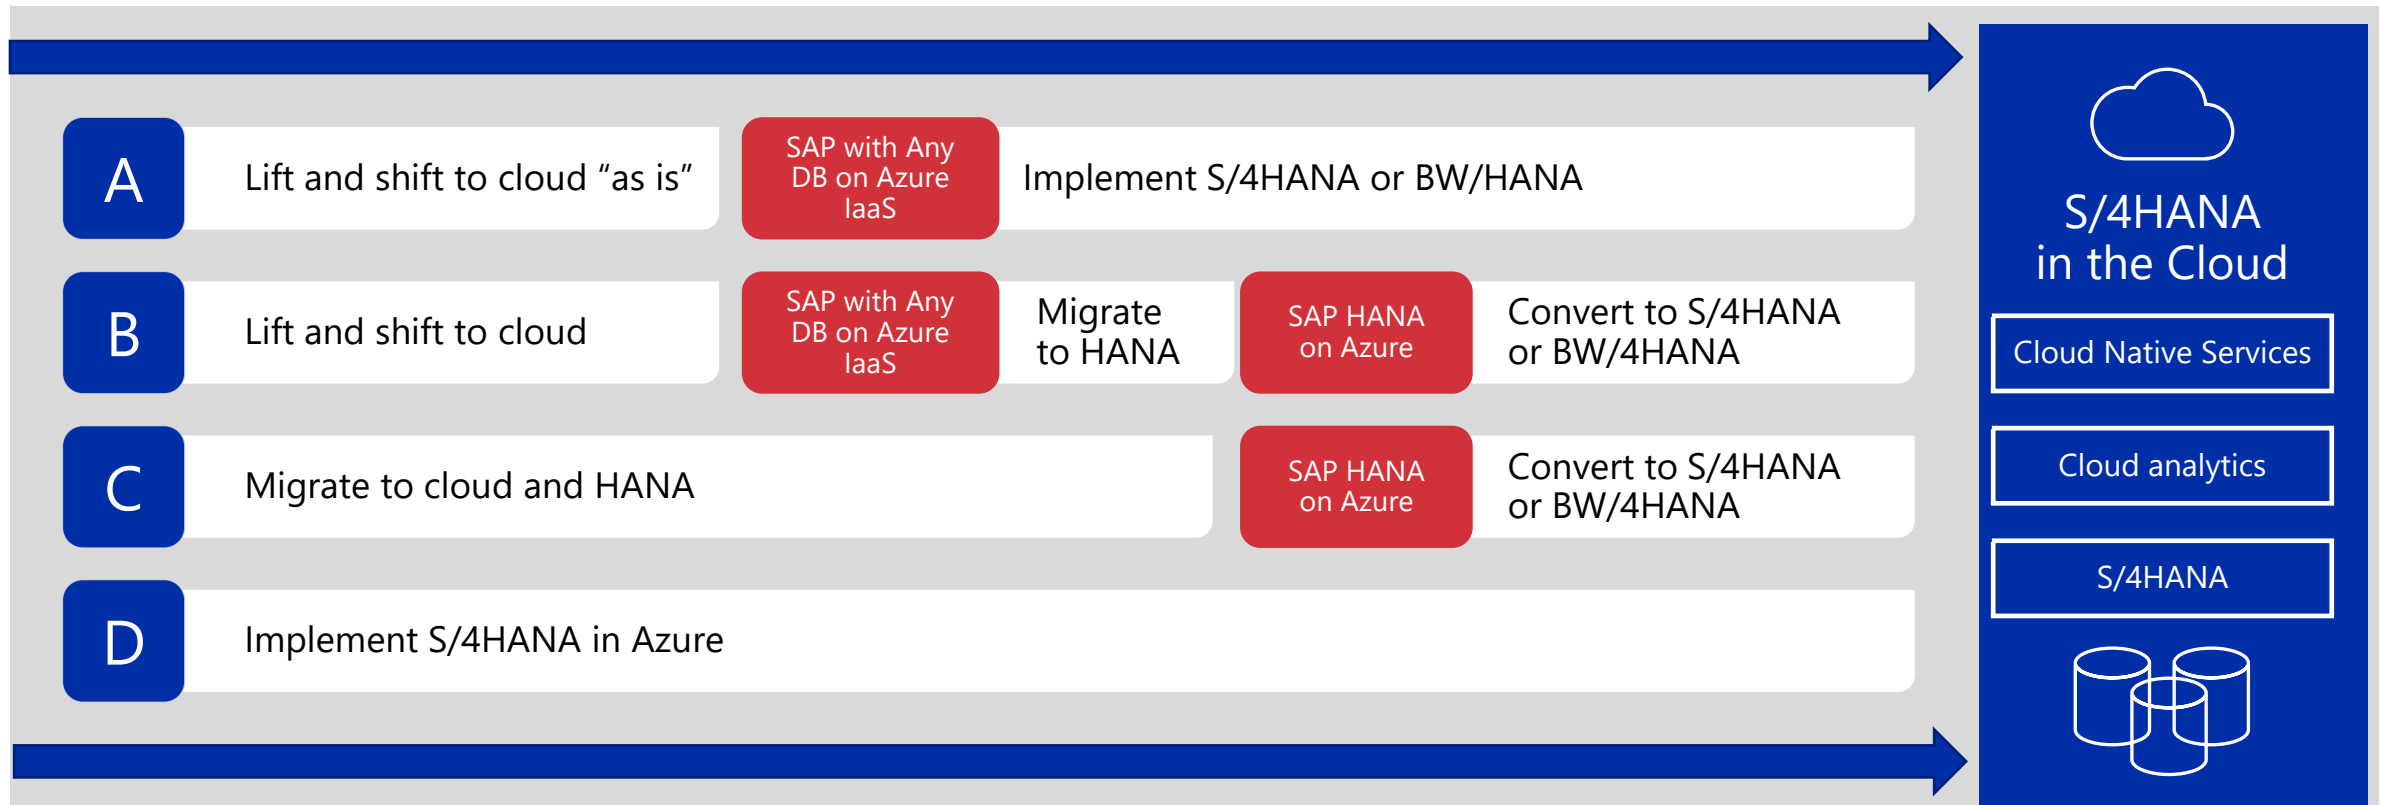 A
Lift and shift to cloud “as is”
SAP with Any
DB on Azure
IaaS
Implement S/4HANA or BW/HANA
B
Lift and shift to cloud
SAP with Any
DB on Azure
IaaS
Migrate
to HANA
SAP HANA
on Azure
Convert to S/4HANA
or BW/4HANA
C
Migrate to cloud and HANA
SAP HANA
on Azure
Convert to S/4HANA
or BW/4HANA
D
Implement S/4HANA in Azure
S/4HANA
in the Cloud
Cloud Native Services
Cloud analytics
S/4HANA